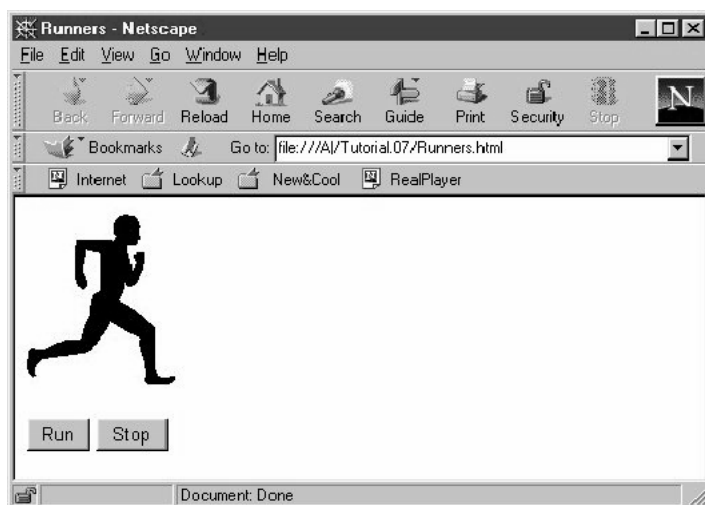 Runners - Netscape
File Edit View Go Window Help
Back Forward Reload Home Search Guide Print Security Stop
N
Bookmarks Go to: file:///A|/Tutorial.07/Runners.html
Internet Lookup New&Cool RealPlayer
Run Stop
Document: Done